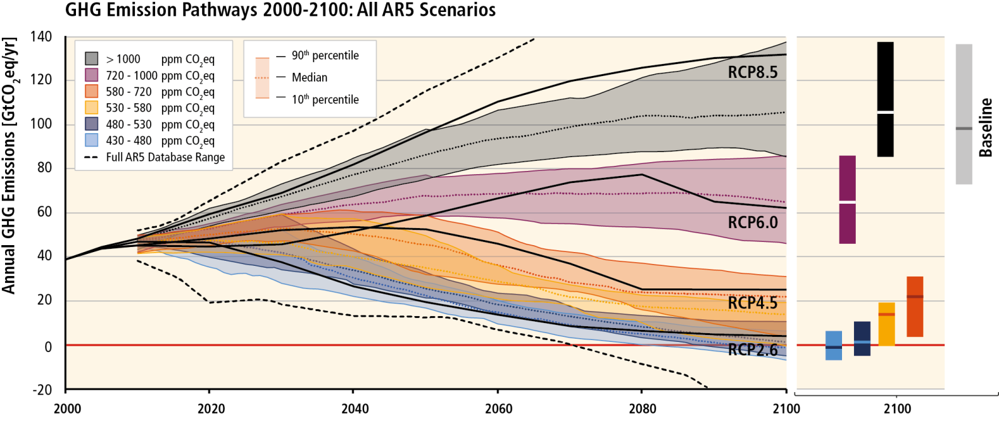 GHG Emission Pathways 2000-2100: All AR5 Scenarios
Annual GHG Emissions [GtCO₂eq/yr]
140
120
100
80
60
40
20
0
-20
> 1000 ppm CO₂eq
720 - 1000 ppm CO₂eq
580 - 720 ppm CO₂eq
530 - 580 ppm CO₂eq
480 - 530 ppm CO₂eq
430 - 480 ppm CO₂eq
Full AR5 Database Range
90th percentile
Median
10th percentile
RCP8.5
RCP6.0
RCP4.5
RCP2.6
Baseline
2000
2020
2040
2060
2080
2100
2100